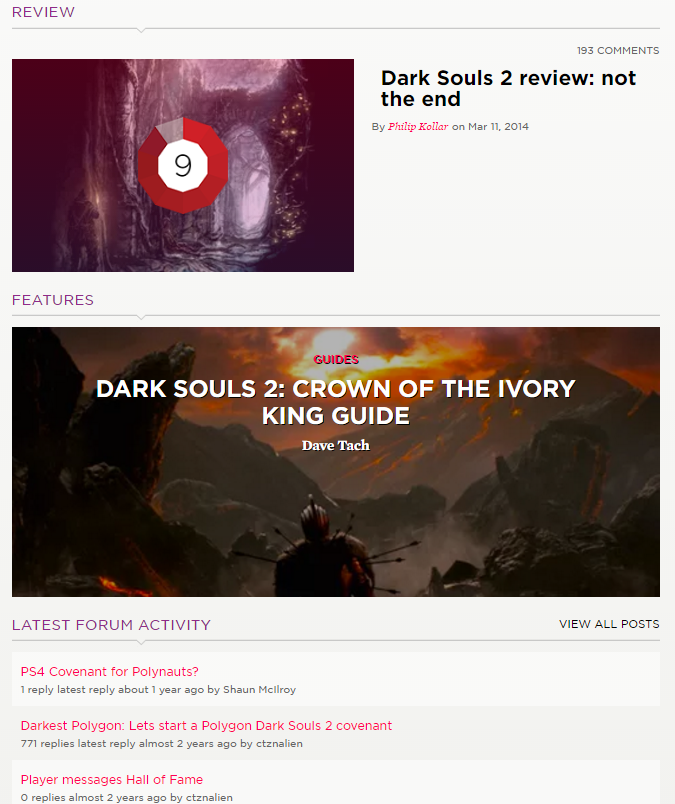 REVIEW
193 COMMENTS
Dark Souls 2 review: not
the end
By Philip Kollar on Mar 11, 2014
9
FEATURES
GUIDES
DARK SOULS 2: CROWN OF THE IVORY
KING GUIDE
Dave Tach
LATEST FORUM ACTIVITY
VIEW ALL POSTS
PS4 Covenant for Polynauts?
1 reply latest reply about 1 year ago by Shaun McIlroy
Darkest Polygon: Lets start a Polygon Dark Souls 2 covenant
771 replies latest reply almost 2 years ago by ctznalien
Player messages Hall of Fame
0 replies almost 2 years ago by ctznalien